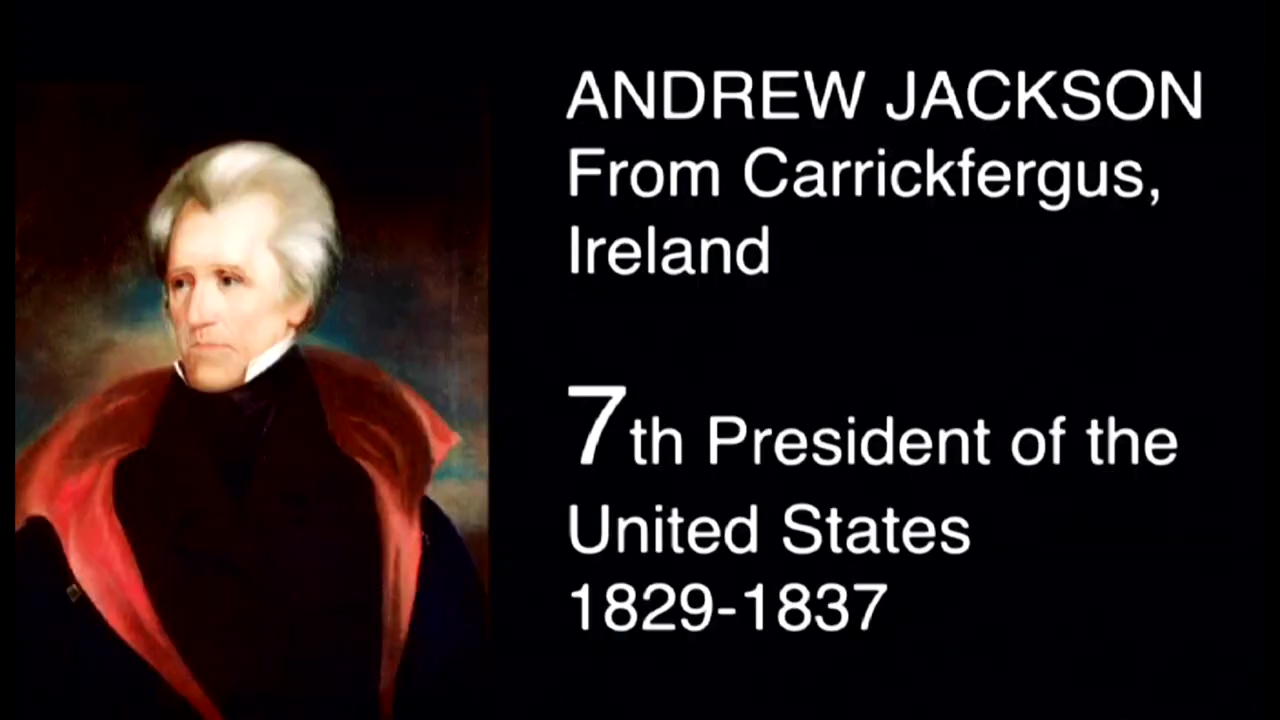 ANDREW JACKSON
From Carrickfergus,
Ireland
7th President of the
United States
1829-1837